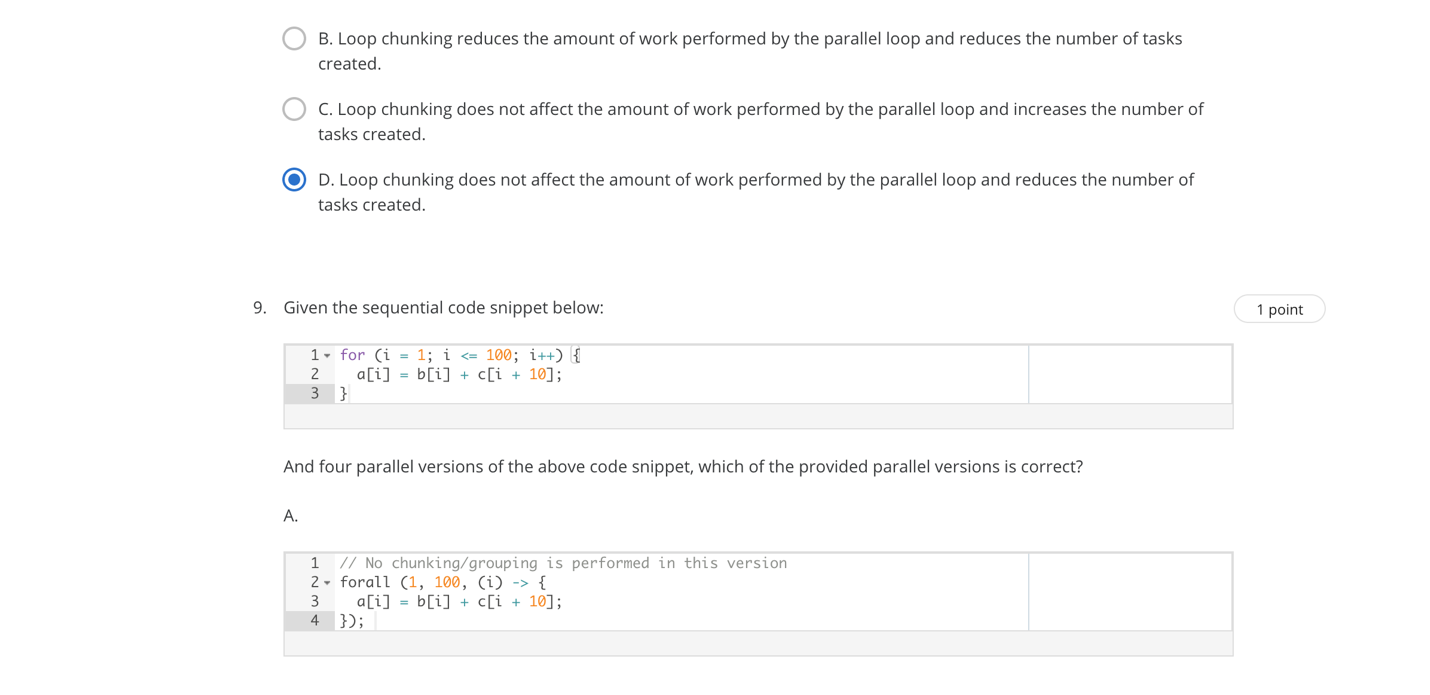 B. Loop chunking reduces the amount of work performed by the parallel loop and reduces the number of tasks
created.
C. Loop chunking does not affect the amount of work performed by the parallel loop and increases the number of
tasks created.
D. Loop chunking does not affect the amount of work performed by the parallel loop and reduces the number of
tasks created.
9. Given the sequential code snippet below:
1 point
1 for (i = 1; i <= 100; i++) {
2   a[i] = b[i] + c[i + 10];
3 }
And four parallel versions of the above code snippet, which of the provided parallel versions is correct?
A.
1 // No chunking/grouping is performed in this version
2 forall (1, 100, (i) -> {
3   a[i] = b[i] + c[i + 10];
4 });